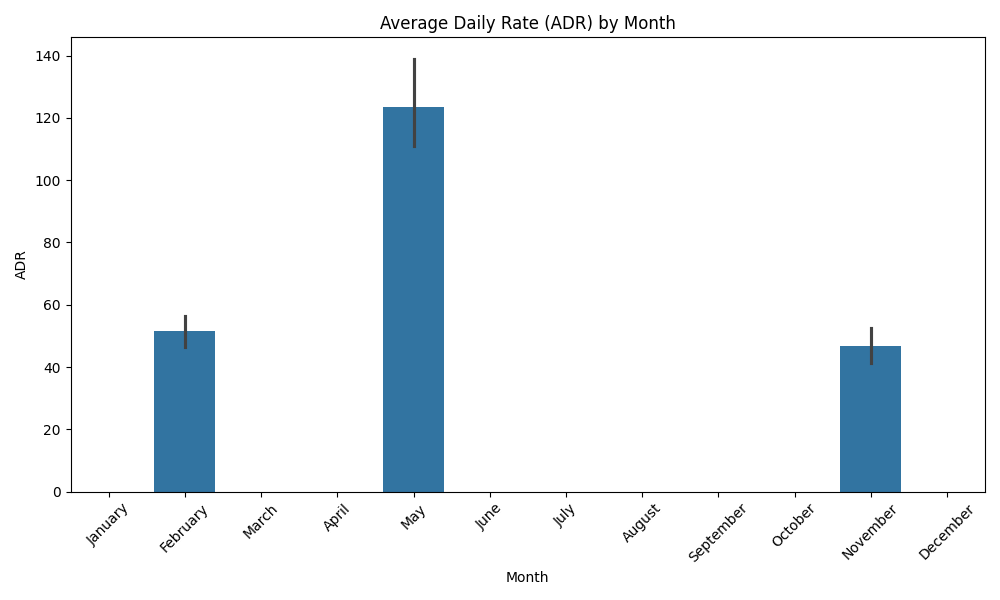 Average Daily Rate (ADR) by Month
140
120
100
80
60
40
20
0
ADR
January
February
March
April
May
June
July
August
September
October
November
December
Month